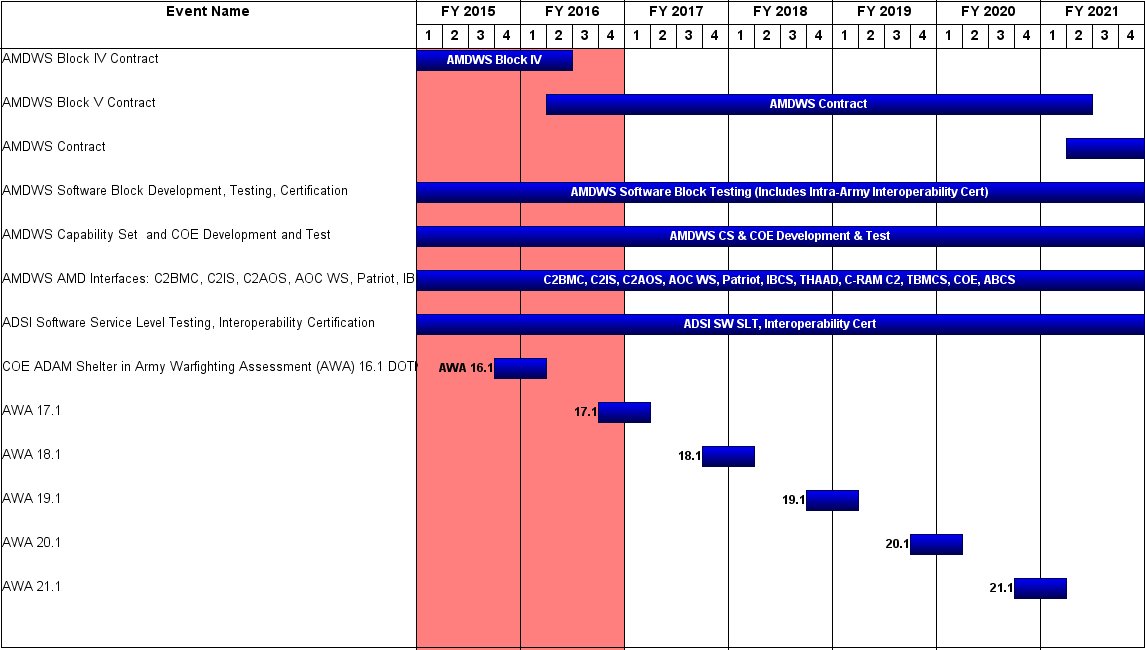 Event Name FY 2015 FY 2016 FY 2017 FY 2018 FY 2019 FY 2020 FY 2021
1 2 3 4 1 2 3 4 1 2 3 4 1 2 3 4 1 2 3 4 1 2 3 4 1 2 3 4
AMDWS Block IV Contract AMDWS Block IV
AMDWS Block V Contract AMDWS Contract
AMDWS Contract
AMDWS Software Block Development, Testing, Certification AMDWS Software Block Testing (Includes Intra-Army Interoperability Cert)
AMDWS Capability Set and COE Development and Test AMDWS CS & COE Development & Test
AMDWS AMD Interfaces: C2BMC, C2IS, C2AOS, AOC WS, Patriot, IB C2BMC, C2IS, C2AOS, AOC WS, Patriot, IBCS, THAAD, C-RAM C2, TBMCS, COE, ABCS
ADSI Software Service Level Testing, Interoperability Certification ADSI SW SLT, Interoperability Cert
COE ADAM Shelter in Army Warfighting Assessment (AWA) 16.1 AWA 16.1
AWA 17.1 17.1
AWA 18.1 18.1
AWA 19.1 19.1
AWA 20.1 20.1
AWA 21.1 21.1